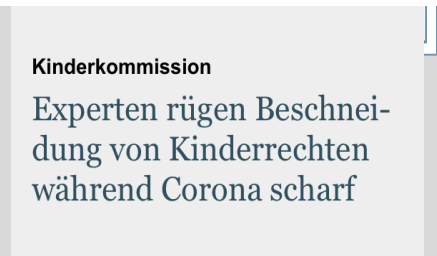 Kinderkommission
Experten rügen Beschnei-
dung von Kinderrechten
während Corona scharf